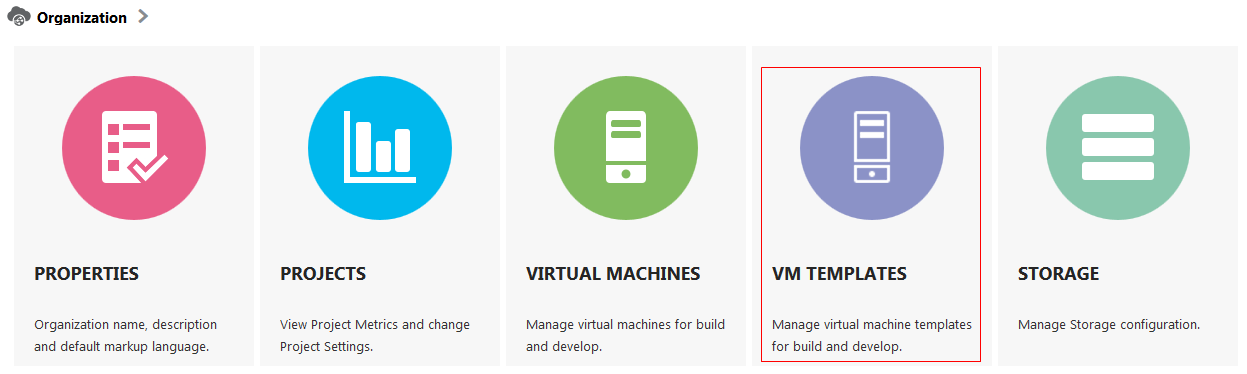 Organization
PROPERTIES
Organization name, description
and default markup language.
PROJECTS
View Project Metrics and change
Project Settings.
VIRTUAL MACHINES
Manage virtual machines for build
and develop.
VM TEMPLATES
Manage virtual machine templates
for build and develop.
STORAGE
Manage Storage configuration.